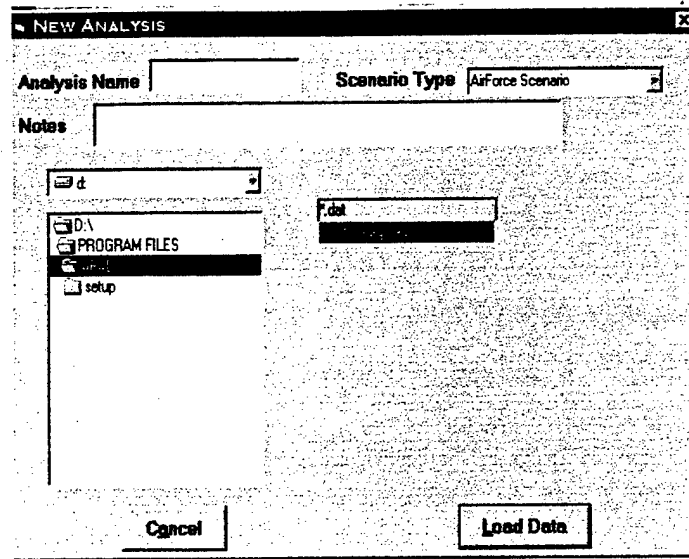 NEW ANALYSIS
Analysis Name
Scenario Type AirForce Scenario
Notes
d:
*.dat
D:\
PROGRAM FILES
setup
Cancel
Load Data